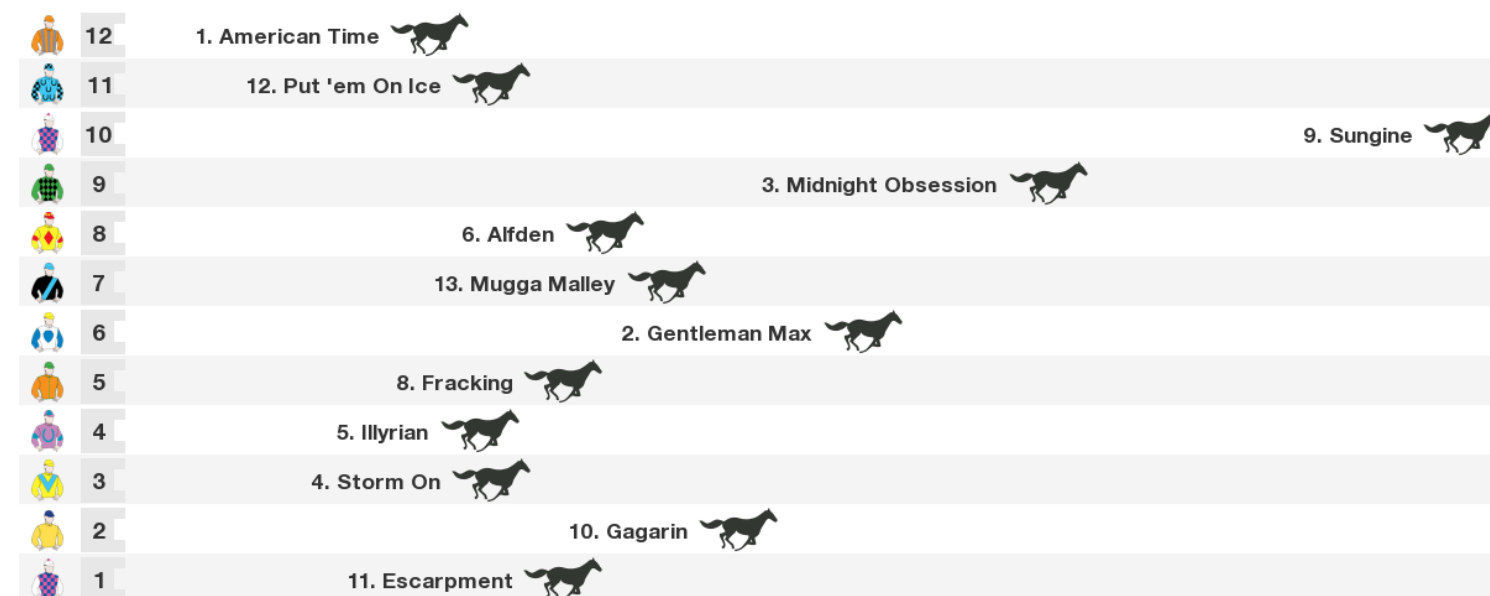 12 1. American Time
11 12. Put 'em On Ice
10 9. Sungine
9 3. Midnight Obsession
8 6. Alfden
7 13. Mugga Malley
6 2. Gentleman Max
5 8. Fracking
4 5. Illyrian
3 4. Storm On
2 10. Gagarin
1 11. Escarpment